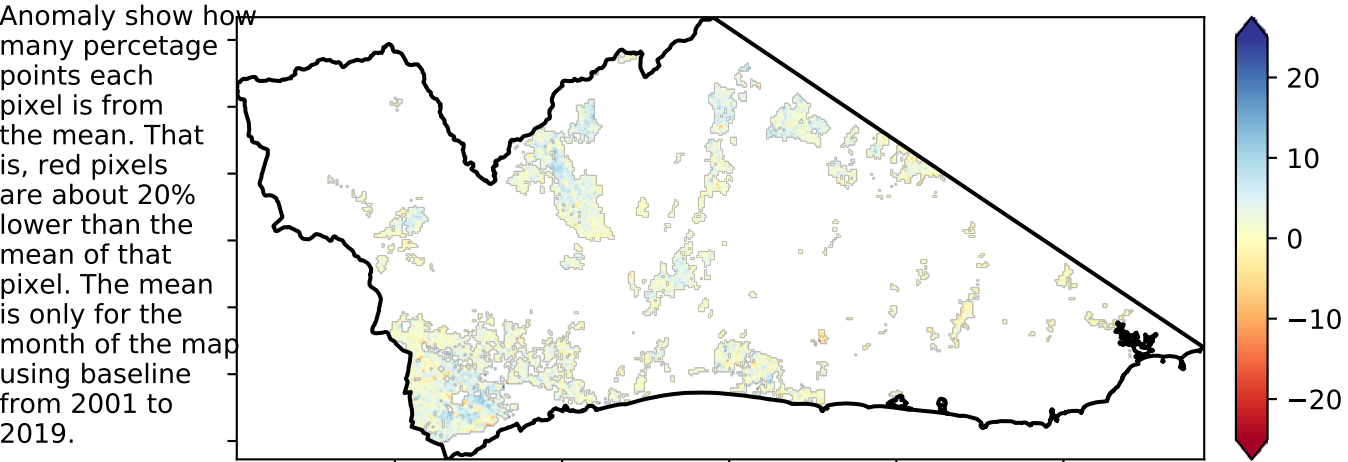 Anomaly show how
many percetage
points each
pixel is from
the mean. That
is, red pixels
are about 20%
lower than the
mean of that
pixel. The mean
is only for the
month of the map
using baseline
from 2001 to
2019.
20
10
0
−10
−20